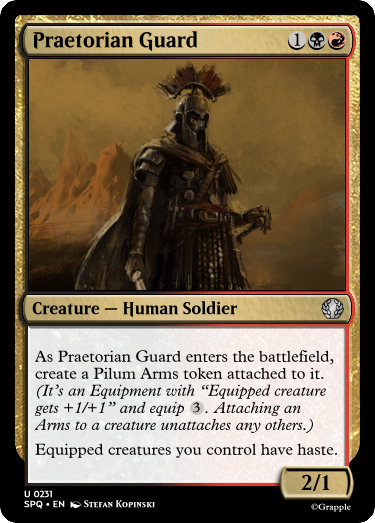 Praetorian Guard 1
Creature — Human Soldier
As Praetorian Guard enters the battlefield,
create a Pilum Arms token attached to it.
(It's an Equipment with “Equipped creature
gets +1/+1” and equip 3. Attaching an
Arms to a creature unattaches any others.)
Equipped creatures you control have haste.
2/1
U 0231
SPQ • EN Stefan Kopinski
©Grapple